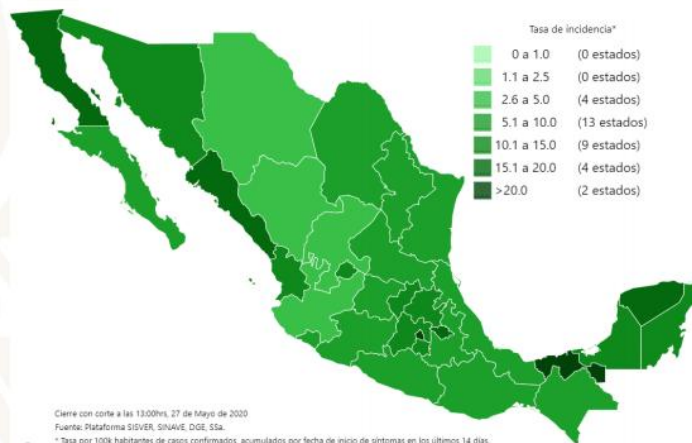 Tasa de incidencia*
0 a 1.0 (0 estados)
1.1 a 2.5 (0 estados)
2.6 a 5.0 (4 estados)
5.1 a 10.0 (13 estados)
10.1 a 15.0 (9 estados)
15.1 a 20.0 (4 estados)
>20.0 (2 estados)
Cierre con corte a las 13:00hrs, 27 de Mayo de 2020
Fuente: Plataforma SISVER, SINAVE, DGE, SSa.
* Tasa por 100k habitantes de casos confirmados, acumulados por fecha de inicio de síntomas en los últimos 14 días.